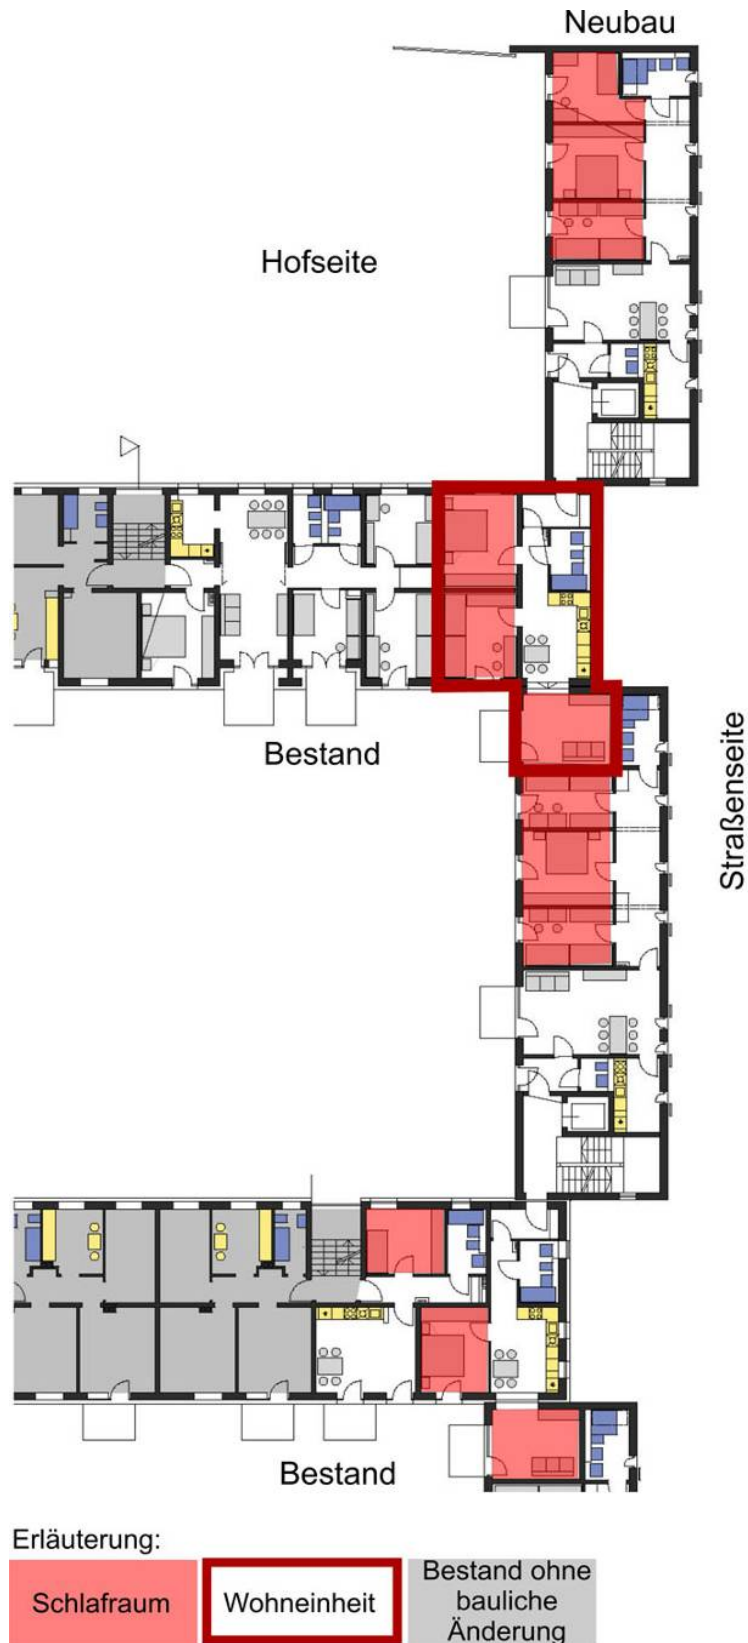 Neubau
Hofseite
Bestand
Straßenseite
Bestand
Erläuterung:
Schlafraum
Wohneinheit
Bestand ohne
bauliche
Änderung